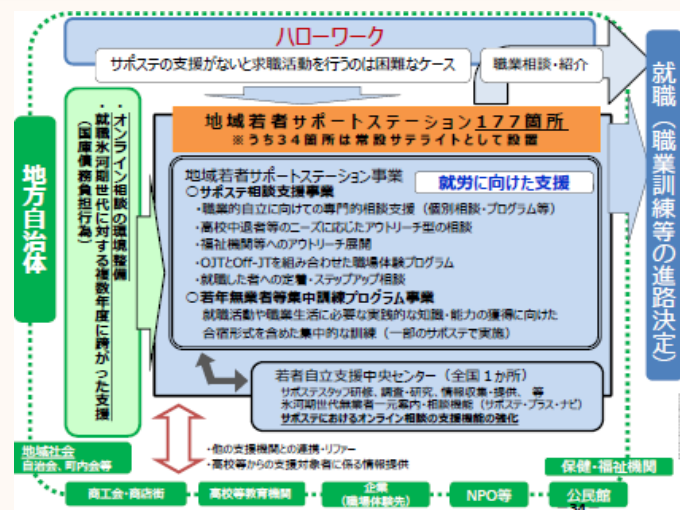 ハローワーク
サポステの支援がないと求職活動を行うのは困難なケース
職業相談・紹介
就職(職業訓練等の進路決定)
地方自治体
・オンライン相談の環境整備
・就職氷河期世代に対する複数年度に跨がった支援
(国庫債務負担行為)
地域若者サポートステーション177箇所
※うち34箇所は常設サテライトとして設置
地域若者サポートステーション事業
就労に向けた支援
○サポステ相談支援事業
・職業的自立に向けての専門的相談支援(個別相談・プログラム等)
・高校中退者等のニーズに応じたアウトリーチ型の相談
・福祉機関等へのアウトリーチ展開
・OJTとOff-JTを組み合わせた職場体験プログラム
・就職した者への定着・ステップアップ相談
○若年無業者等集中訓練プログラム事業
就職活動や職業生活に必要な実践的な知識・能力の獲得に向けた
合宿形式を含めた集中的な訓練(一部のサポステで実施)
若者自立支援中央センター(全国1か所)
サポステスタッフ研修、調査・研究、情報収集・提供、等
氷河期世代無業者一元案内・相談機能(サポステ・プラス・ナビ)
サポステにおけるオンライン相談の支援機能の強化
地域社会
自治会、町内会等
・他の支援機関との連携・リファー
・高校等からの支援対象者に係る情報提供
保健・福祉機関
商工会・商店街
高校等教育機関
企業
(職場体験先)
NPO等
公民館
34